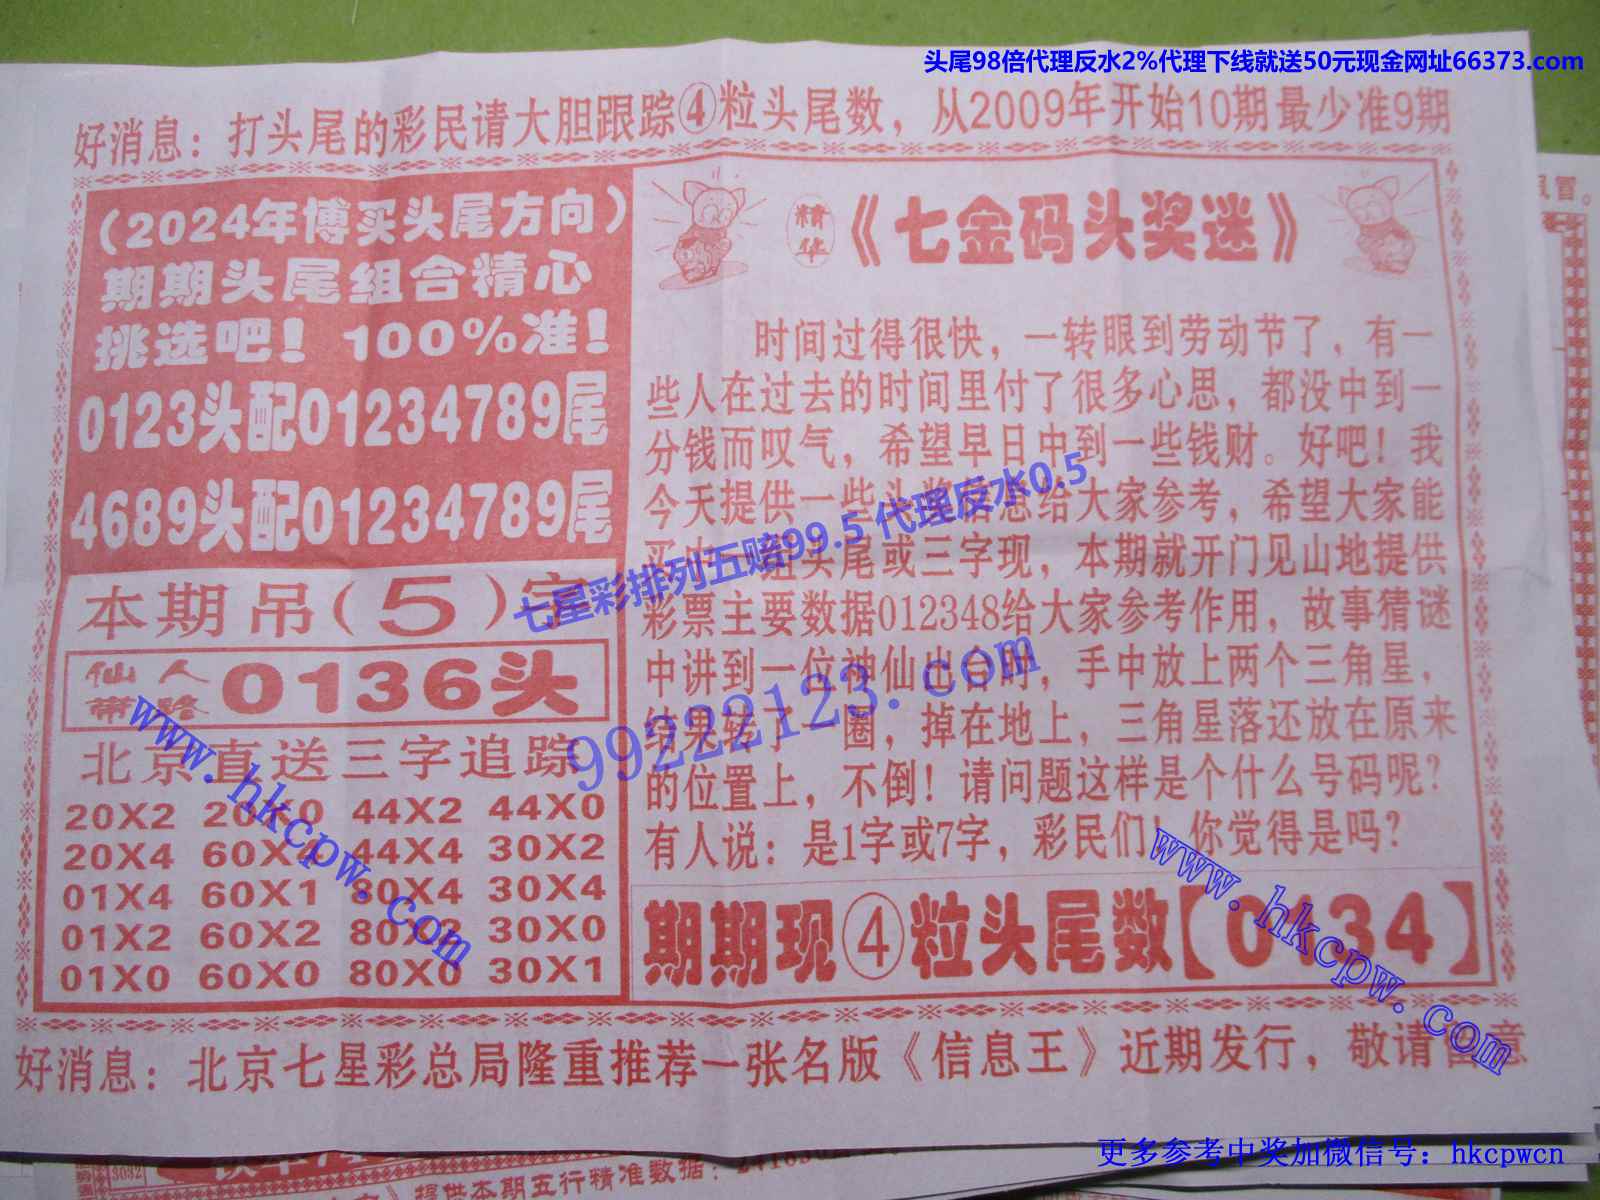 头尾98倍代理反水2%代理下线就送50元现金网址66373.com
好消息：打头尾的彩民请大胆跟踪④粒头尾数，从2009年开始10期最少准9期
（2024年博买头尾方向）
期期头尾组合精心
挑选吧！100%准！
0123头配01234789尾
4689头配01234789尾
本期吊（5）字
仙人
带路
0136头
北京直送三字追踪
20X2 20X0 44X2 44X0
20X4 60X 44X4 30X2
01X4 60X1 80X4 30X4
01X2 60X2 80X2 30X0
01X0 60X0 80X0 30X1
精华
《七金码头奖迷》
时间过得很快，一转眼到劳动节了，有一
些人在过去的时间里付了很多心思，都没中到一
分钱而叹气，希望早日中到一些钱财。好吧！我
今天提供一些头奖信息给大家参考，希望大家能
买中一组头尾或三字现，本期就开门见山地提供
彩票主要数据012348给大家参考作用，故事猜谜
中讲到一位神仙出台时，手中放上两个三角星，
结果转了一圈，掉在地上，三角星落还放在原来
的位置上，不倒！请问题这样是个什么号码呢？
有人说：是1字或7字，彩民们！你觉得是吗？
期期现④粒头尾数【0134】
七星彩排列五赔99.5 代理反水0.5
99222123.com
www.hkcpw.com
www.hkcpw.com
好消息：北京七星彩总局隆重推荐一张名版《信息王》近期发行，敬请留意
更多参考中奖加微信号：hkcpwcn
提供本期五行精准数据：